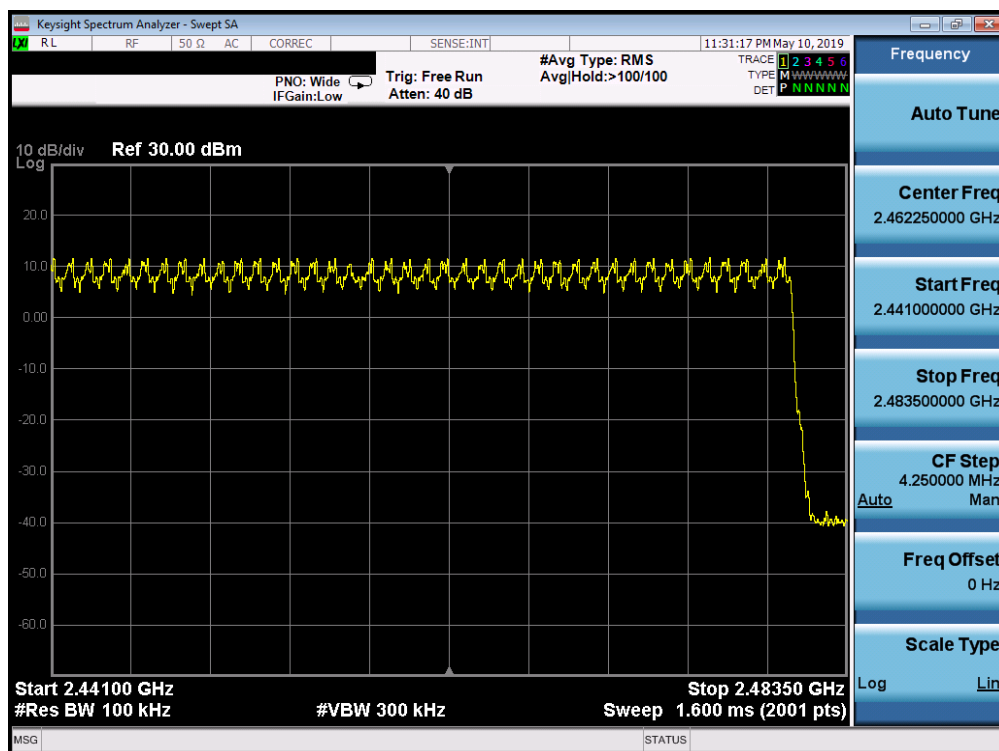 Keysight Spectrum Analyzer - Swept SA
LXI RL RF 50 Ω AC CORREC SENSE:INT 11:31:17 PM May 10, 2019
PNO: Wide
IFGain:Low
Trig: Free Run
Atten: 40 dB
#Avg Type: RMS
Avg|Hold:>100/100
TRACE 1 2 3 4 5 6
TYPE M WWWWW
DET P N N N N N
10 dB/div Ref 30.00 dBm
Log
20.0
10.0
0.00
-10.0
-20.0
-30.0
-40.0
-50.0
-60.0
Start 2.44100 GHz Stop 2.48350 GHz
#Res BW 100 kHz #VBW 300 kHz Sweep 1.600 ms (2001 pts)
MSG STATUS
Frequency
Auto Tune
Center Freq
2.462250000 GHz
Start Freq
2.441000000 GHz
Stop Freq
2.483500000 GHz
CF Step
4.250000 MHz
Auto Man
Freq Offset
0 Hz
Scale Type
Log Lin